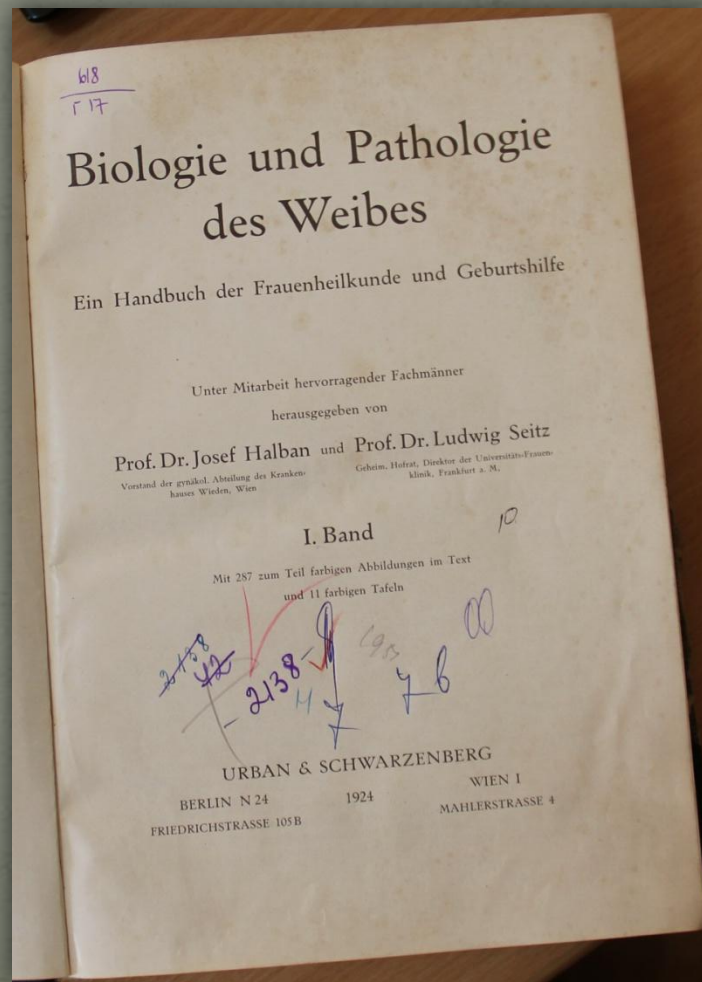 618
Г 17
Biologie und Pathologie
des Weibes
Ein Handbuch der Frauenheilkunde und Geburtshilfe
Unter Mitarbeit hervorragender Fachmänner
herausgegeben von
Prof. Dr. Josef Halban und Prof. Dr. Ludwig Seitz
Vorstand der gynäkol. Abteilung des Kranken-
hauses Wieden, Wien
Geheim. Hofrat, Direktor der Universitäts-Frauen-
klinik, Frankfurt a. M.
I. Band
10
Mit 287 zum Teil farbigen Abbildungen im Text
und 11 farbigen Tafeln
2138
42
2138
URBAN & SCHWARZENBERG
BERLIN N 24
FRIEDRICHSTRASSE 105B
1924
WIEN I
MAHLERSTRASSE 4